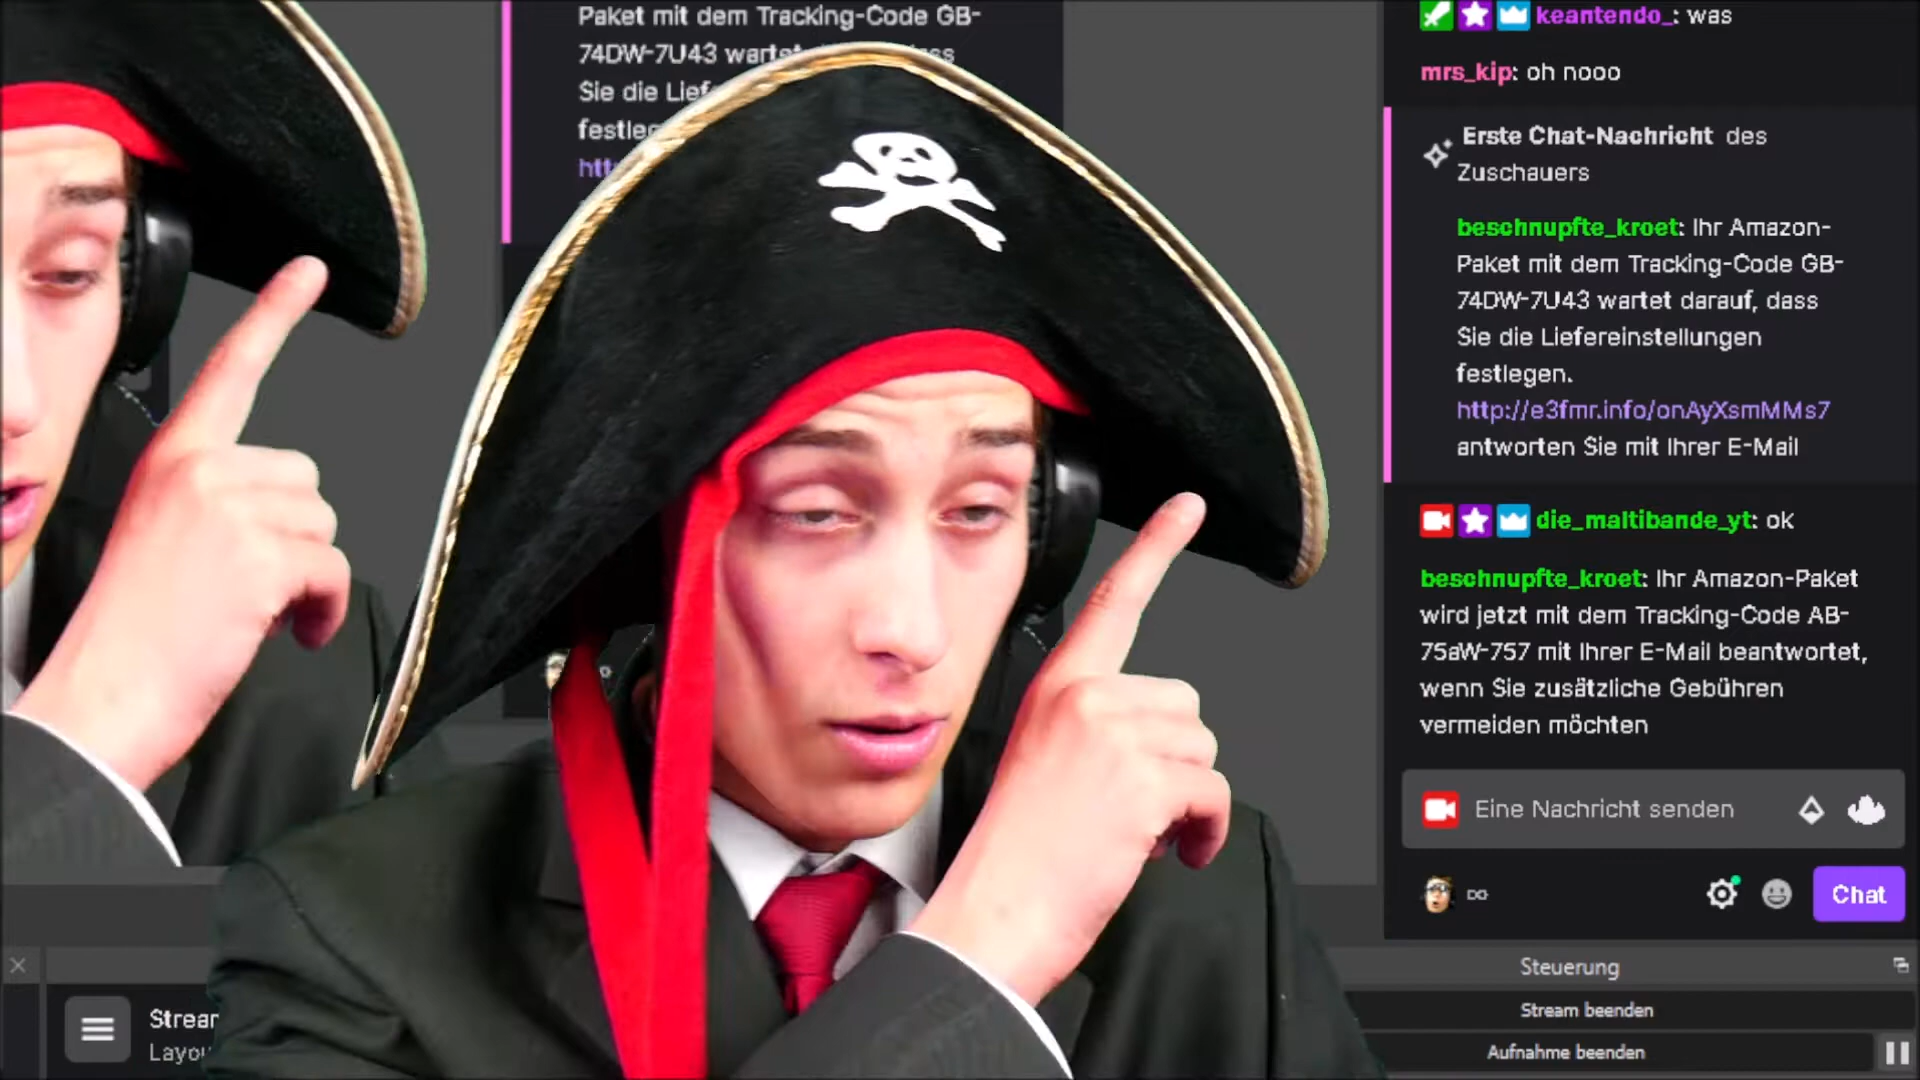 Paket mit dem Tracking-Code GB-
74DW-7U43 wartet
Sie die
keantendo_: was
mrs_kip: oh nooo
Erste Chat-Nachricht des
Zuschauers
beschnupfte_kroet: Ihr Amazon-
Paket mit dem Tracking-Code GB-
74DW-7U43 wartet darauf, dass
Sie die Liefereinstellungen
festlegen.
http://e3fmr.info/onAyXsmMMs7
antworten Sie mit Ihrer E-Mail
die_maltibande_yt: ok
beschnupfte_kroet: Ihr Amazon-Paket
wird jetzt mit dem Tracking-Code AB-
75aW-757 mit Ihrer E-Mail beantwortet,
wenn Sie zusätzliche Gebühren
vermeiden möchten
Eine Nachricht senden
∞
Chat
Steuerung
Stream beenden
Aufnahme beenden